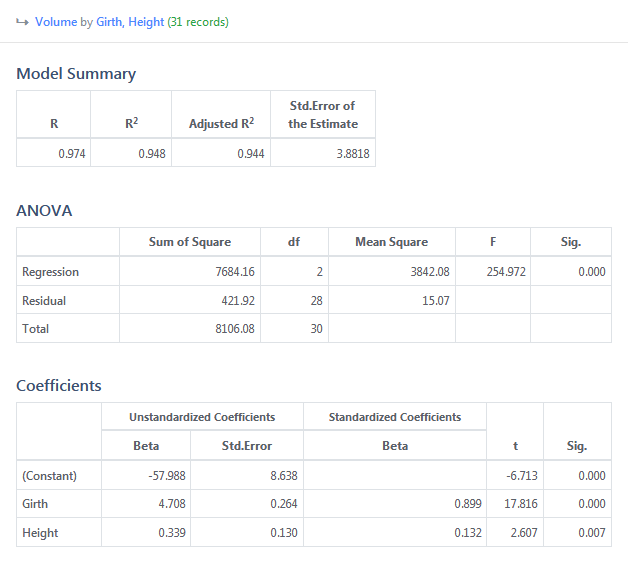 Volume by Girth, Height (31 records)
Model Summary
R R² Adjusted R² Std.Error of the Estimate
0.974 0.948 0.944 3.8818
ANOVA
Sum of Square df Mean Square F Sig.
Regression 7684.16 2 3842.08 254.972 0.000
Residual 421.92 28 15.07
Total 8106.08 30
Coefficients
Unstandardized Coefficients Standardized Coefficients
Beta Std.Error Beta t Sig.
(Constant) -57.988 8.638 -6.713 0.000
Girth 4.708 0.264 0.899 17.816 0.000
Height 0.339 0.130 0.132 2.607 0.007